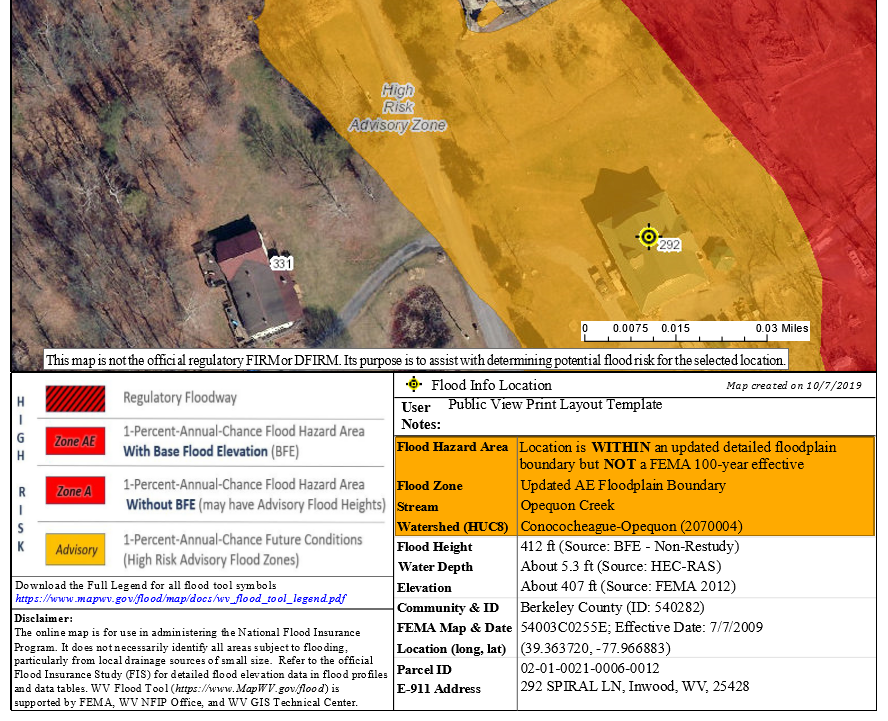 High
Risk
Advisory Zone
292
331
0 0.0075 0.015 0.03 Miles
This map is not the official regulatory FIRM or DFIRM. Its purpose is to assist with determining potential flood risk for the selected location.
HIGH RISK
Regulatory Floodway
Zone AE
1-Percent-Annual-Chance Flood Hazard Area
With Base Flood Elevation (BFE)
Zone A
1-Percent-Annual-Chance Flood Hazard Area
Without BFE (may have Advisory Flood Heights)
Advisory
1-Percent-Annual-Chance Future Conditions
(High Risk Advisory Flood Zones)
Download the Full Legend for all flood tool symbols
https://www.mapwv.gov/flood/map/docs/wv_flood_tool_legend.pdf
Disclaimer:
The online map is for use in administering the National Flood Insurance
Program. It does not necessarily identify all areas subject to flooding,
particularly from local drainage sources of small size. Refer to the official
Flood Insurance Study (FIS) for detailed flood elevation data in flood profiles
and data tables. WV Flood Tool (https://www.MapWV.gov/flood) is
supported by FEMA, WV NFIP Office, and WV GIS Technical Center.
Flood Info Location Map created on 10/7/2019
User Notes: Public View Print Layout Template
Flood Hazard Area Location is WITHIN an updated detailed floodplain
boundary but NOT a FEMA 100-year effective
Flood Zone Updated AE Floodplain Boundary
Stream Opequon Creek
Watershed (HUC8) Conococheague-Opequon (2070004)
Flood Height 412 ft (Source: BFE - Non-Restudy)
Water Depth About 5.3 ft (Source: HEC-RAS)
Elevation About 407 ft (Source: FEMA 2012)
Community & ID Berkeley County (ID: 540282)
FEMA Map & Date 54003C0255E; Effective Date: 7/7/2009
Location (long, lat) (39.363720, -77.966883)
Parcel ID 02-01-0021-0006-0012
E-911 Address 292 SPIRAL LN, Inwood, WV, 25428